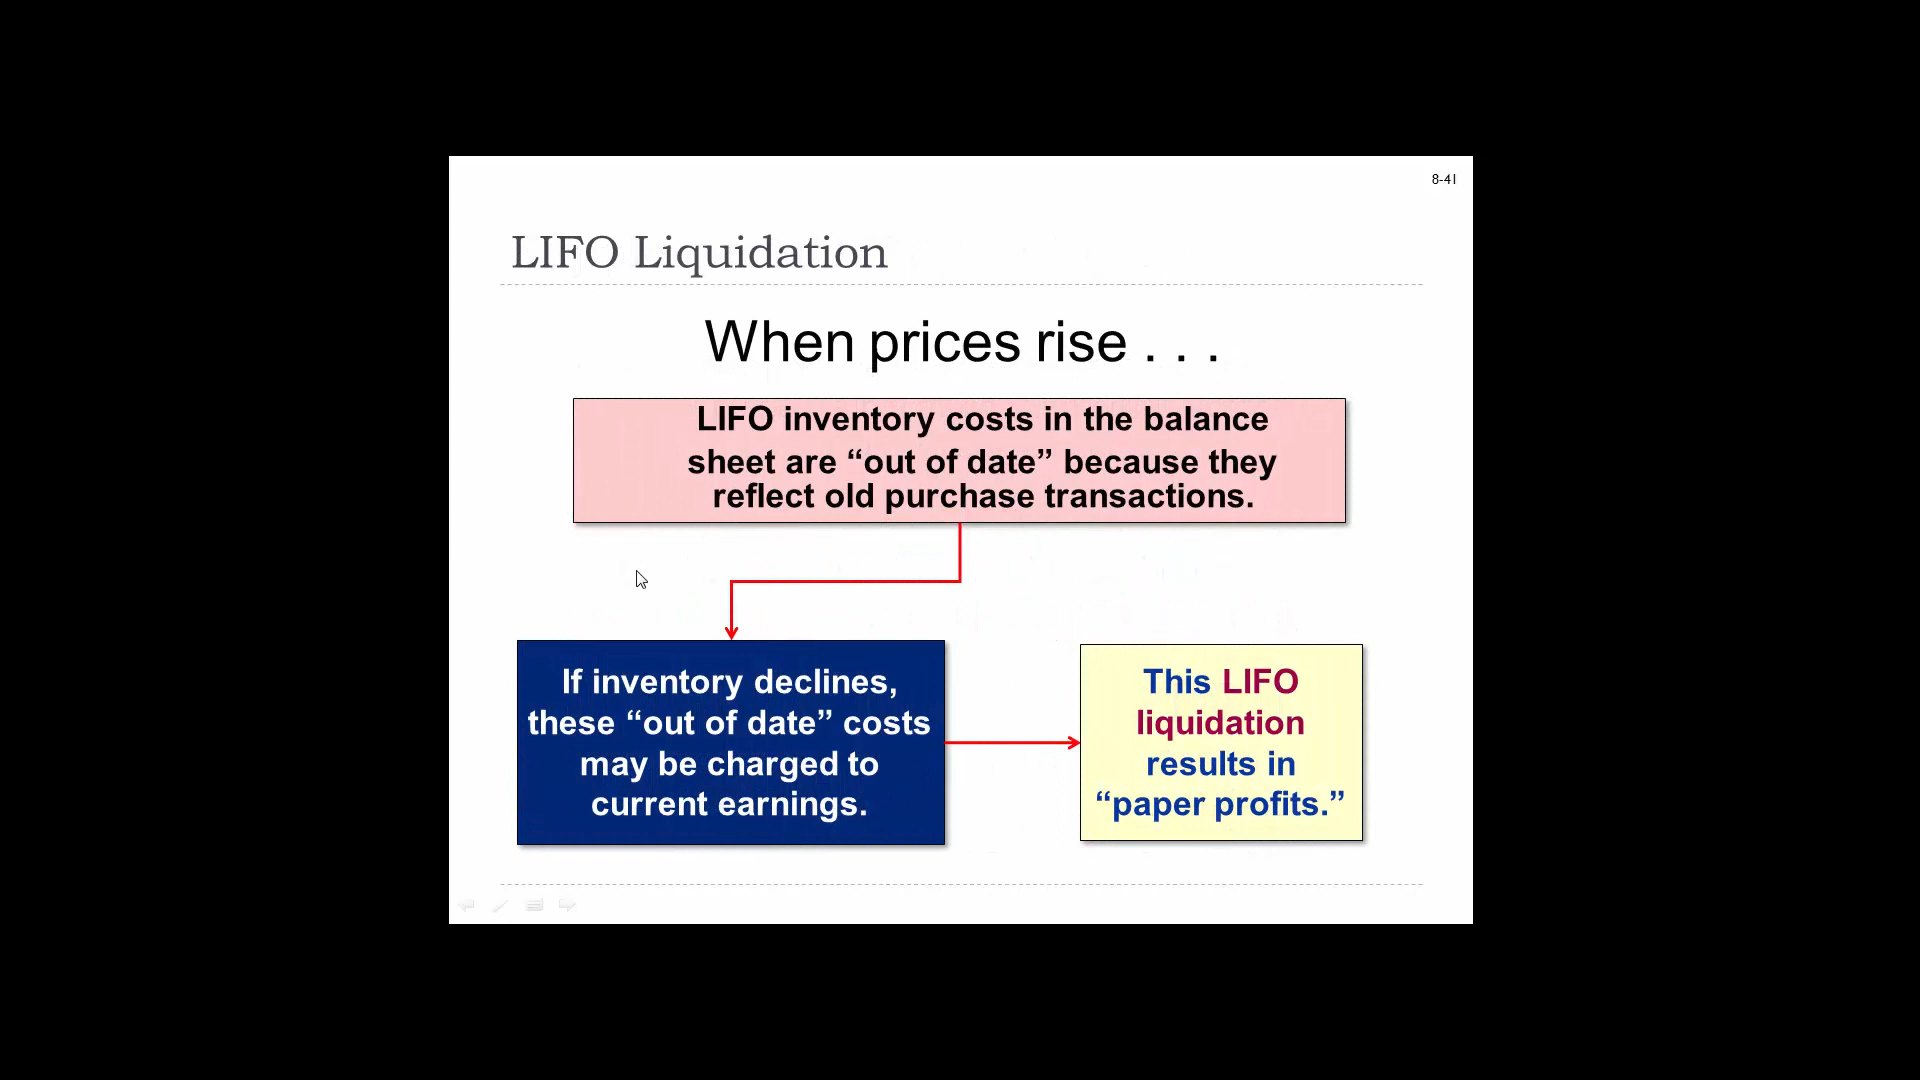 8-41
LIFO Liquidation
When prices rise . . .
LIFO inventory costs in the balance
sheet are “out of date” because they
reflect old purchase transactions.
If inventory declines,
these “out of date” costs
may be charged to
current earnings.
This LIFO
liquidation
results in
“paper profits.”